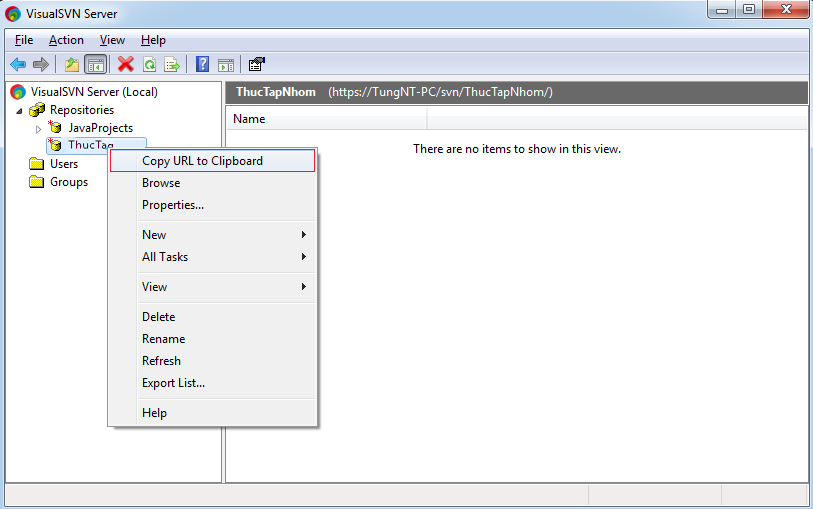 VisualSVN Server
File Action View Help
VisualSVN Server (Local)
Repositories
JavaProjects
ThucTap
Users
Groups
ThucTapNhom (https://TungNT-PC/svn/ThucTapNhom/)
Name
There are no items to show in this view.
Copy URL to Clipboard
Browse
Properties...
New
All Tasks
View
Delete
Rename
Refresh
Export List...
Help